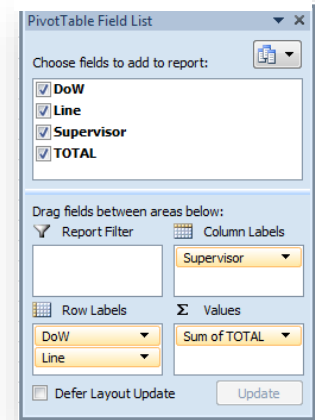 PivotTable Field List
Choose fields to add to report:
DoW
Line
Supervisor
TOTAL
Drag fields between areas below:
Report Filter
Column Labels
Supervisor
Row Labels
Σ Values
DoW
Sum of TOTAL
Line
Defer Layout Update
Update